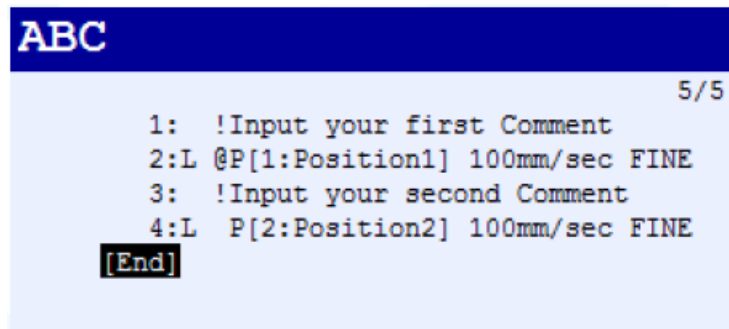 ABC
5/5
1: !Input your first Comment
2:L @P[1:Position1] 100mm/sec FINE
3: !Input your second Comment
4:L P[2:Position2] 100mm/sec FINE
[End]